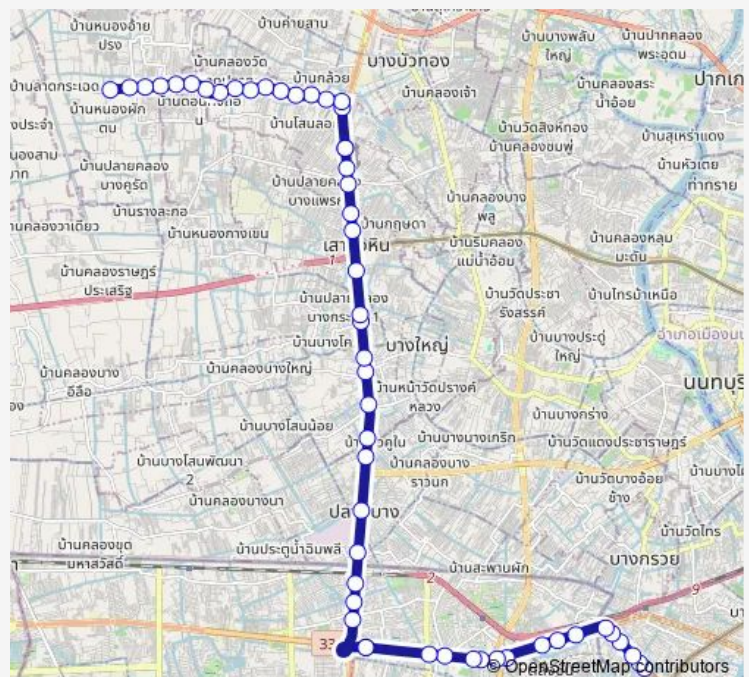 บ้านหนองอ้าย
ปรง
บ้านค่ายสาบ
บางบัวทอง
บ้านบางพลับ
ใหญ่
บ้านปากคลอง
พระอุดม
บ้านคลองวัด
บ้านลาดกระเฉด
บ้านกล้วย
บ้านคลองเจ้า
บ้านคลองสระ
น้ำอ้อย
ปากเก
บ้านหนองผัก
ตบ
บ้านโสนลอ
บ้านวัดสิงห์ทอง
บ้านคลองชมพู่
บ้านสุเหร่าแดง
บ้านปลายคลอง
บางคูรัด
บ้านหัวเตย
ท่าทราย
บ้านรางละกอ
บ้านหนองกางเขน
บ้านกฤษดา
บ้านคลองบาง
พลู
บ้านริมคลอง
แม่น้ำอ้อม
บ้านคลองหลุม
มะดัน
บ้านคลองราษฎร์
ประเสริฐ
1
บ้านวัดประชา
รังสรรค์
บ้านไทรม้าเหนือ
บ้านบางโค
บางใหญ่
บ้านบางประดู่
ใหญ่
บ้านคลองบาง
อีลือ
บ้านคลองบางใหญ่
บ้านหน้าวัดปรางค์
หลวง
นนทบุรี
บ้านบางโสนน้อย
บ้านบางกร่าง
บ้านบางนางเกริก
บ้านวัดแดงประชาราษฎร์
บ้านบางโสนพัฒนา
2
บ้านคลองบาง
ราวนก
บ้านวัดบางอ้อย
ช้าง
บ้านคลองบางนา
บ้านวัดไทร
บ้านคลองขุด
มหาสวัสดิ์
บ้านประตูน้ำฉิมพลี
บ้านสะพานผัก
บางกรวย
2
9
© OpenStreetMap contributors